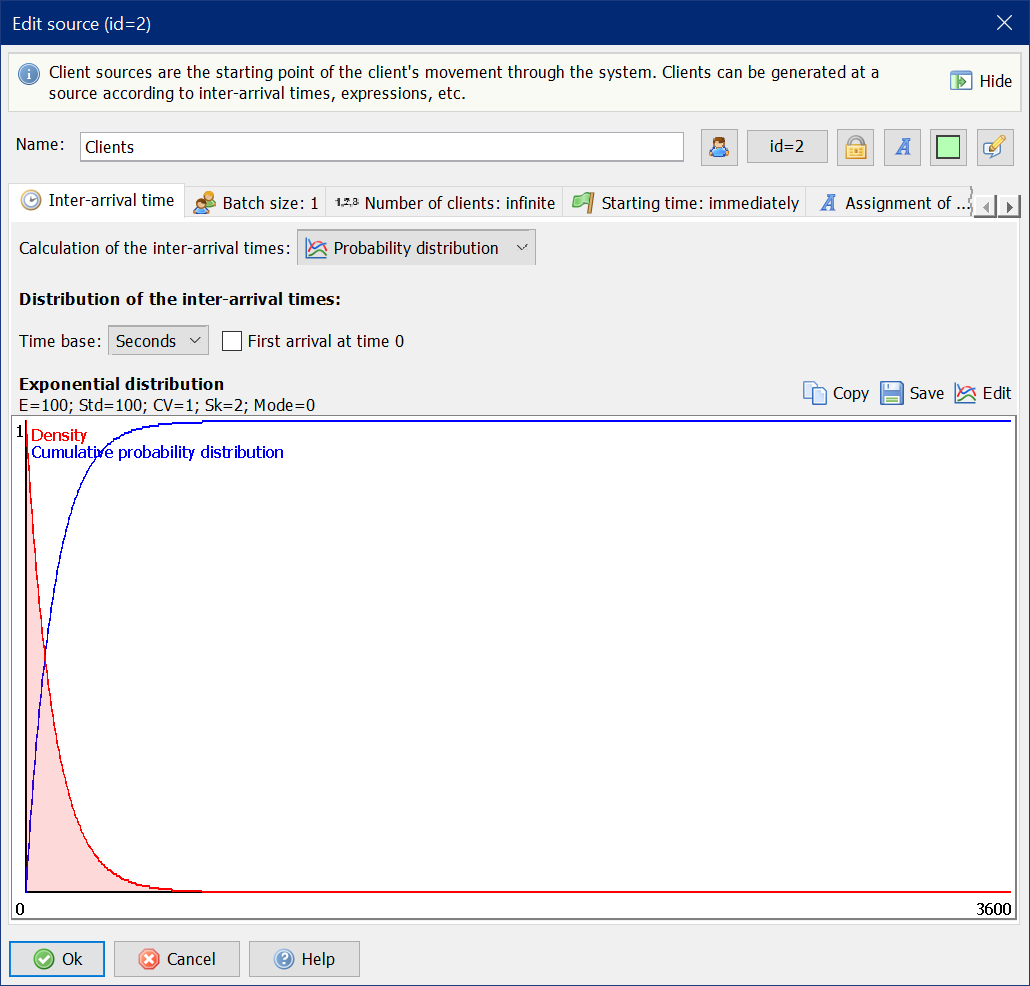 Edit source (id=2)
Client sources are the starting point of the client's movement through the system. Clients can be generated at a
source according to inter-arrival times, expressions, etc.
Hide
Name:
Clients
id=2
A
Inter-arrival time
Batch size: 1
1,2,3 Number of clients: infinite
Starting time: immediately
A Assignment of ...
Calculation of the inter-arrival times:
Probability distribution
Distribution of the inter-arrival times:
Time base:
Seconds
First arrival at time 0
Exponential distribution
E=100; Std=100; CV=1; Sk=2; Mode=0
Copy
Save
Edit
1
Density
Cumulative probability distribution
0
3600
Ok
Cancel
Help